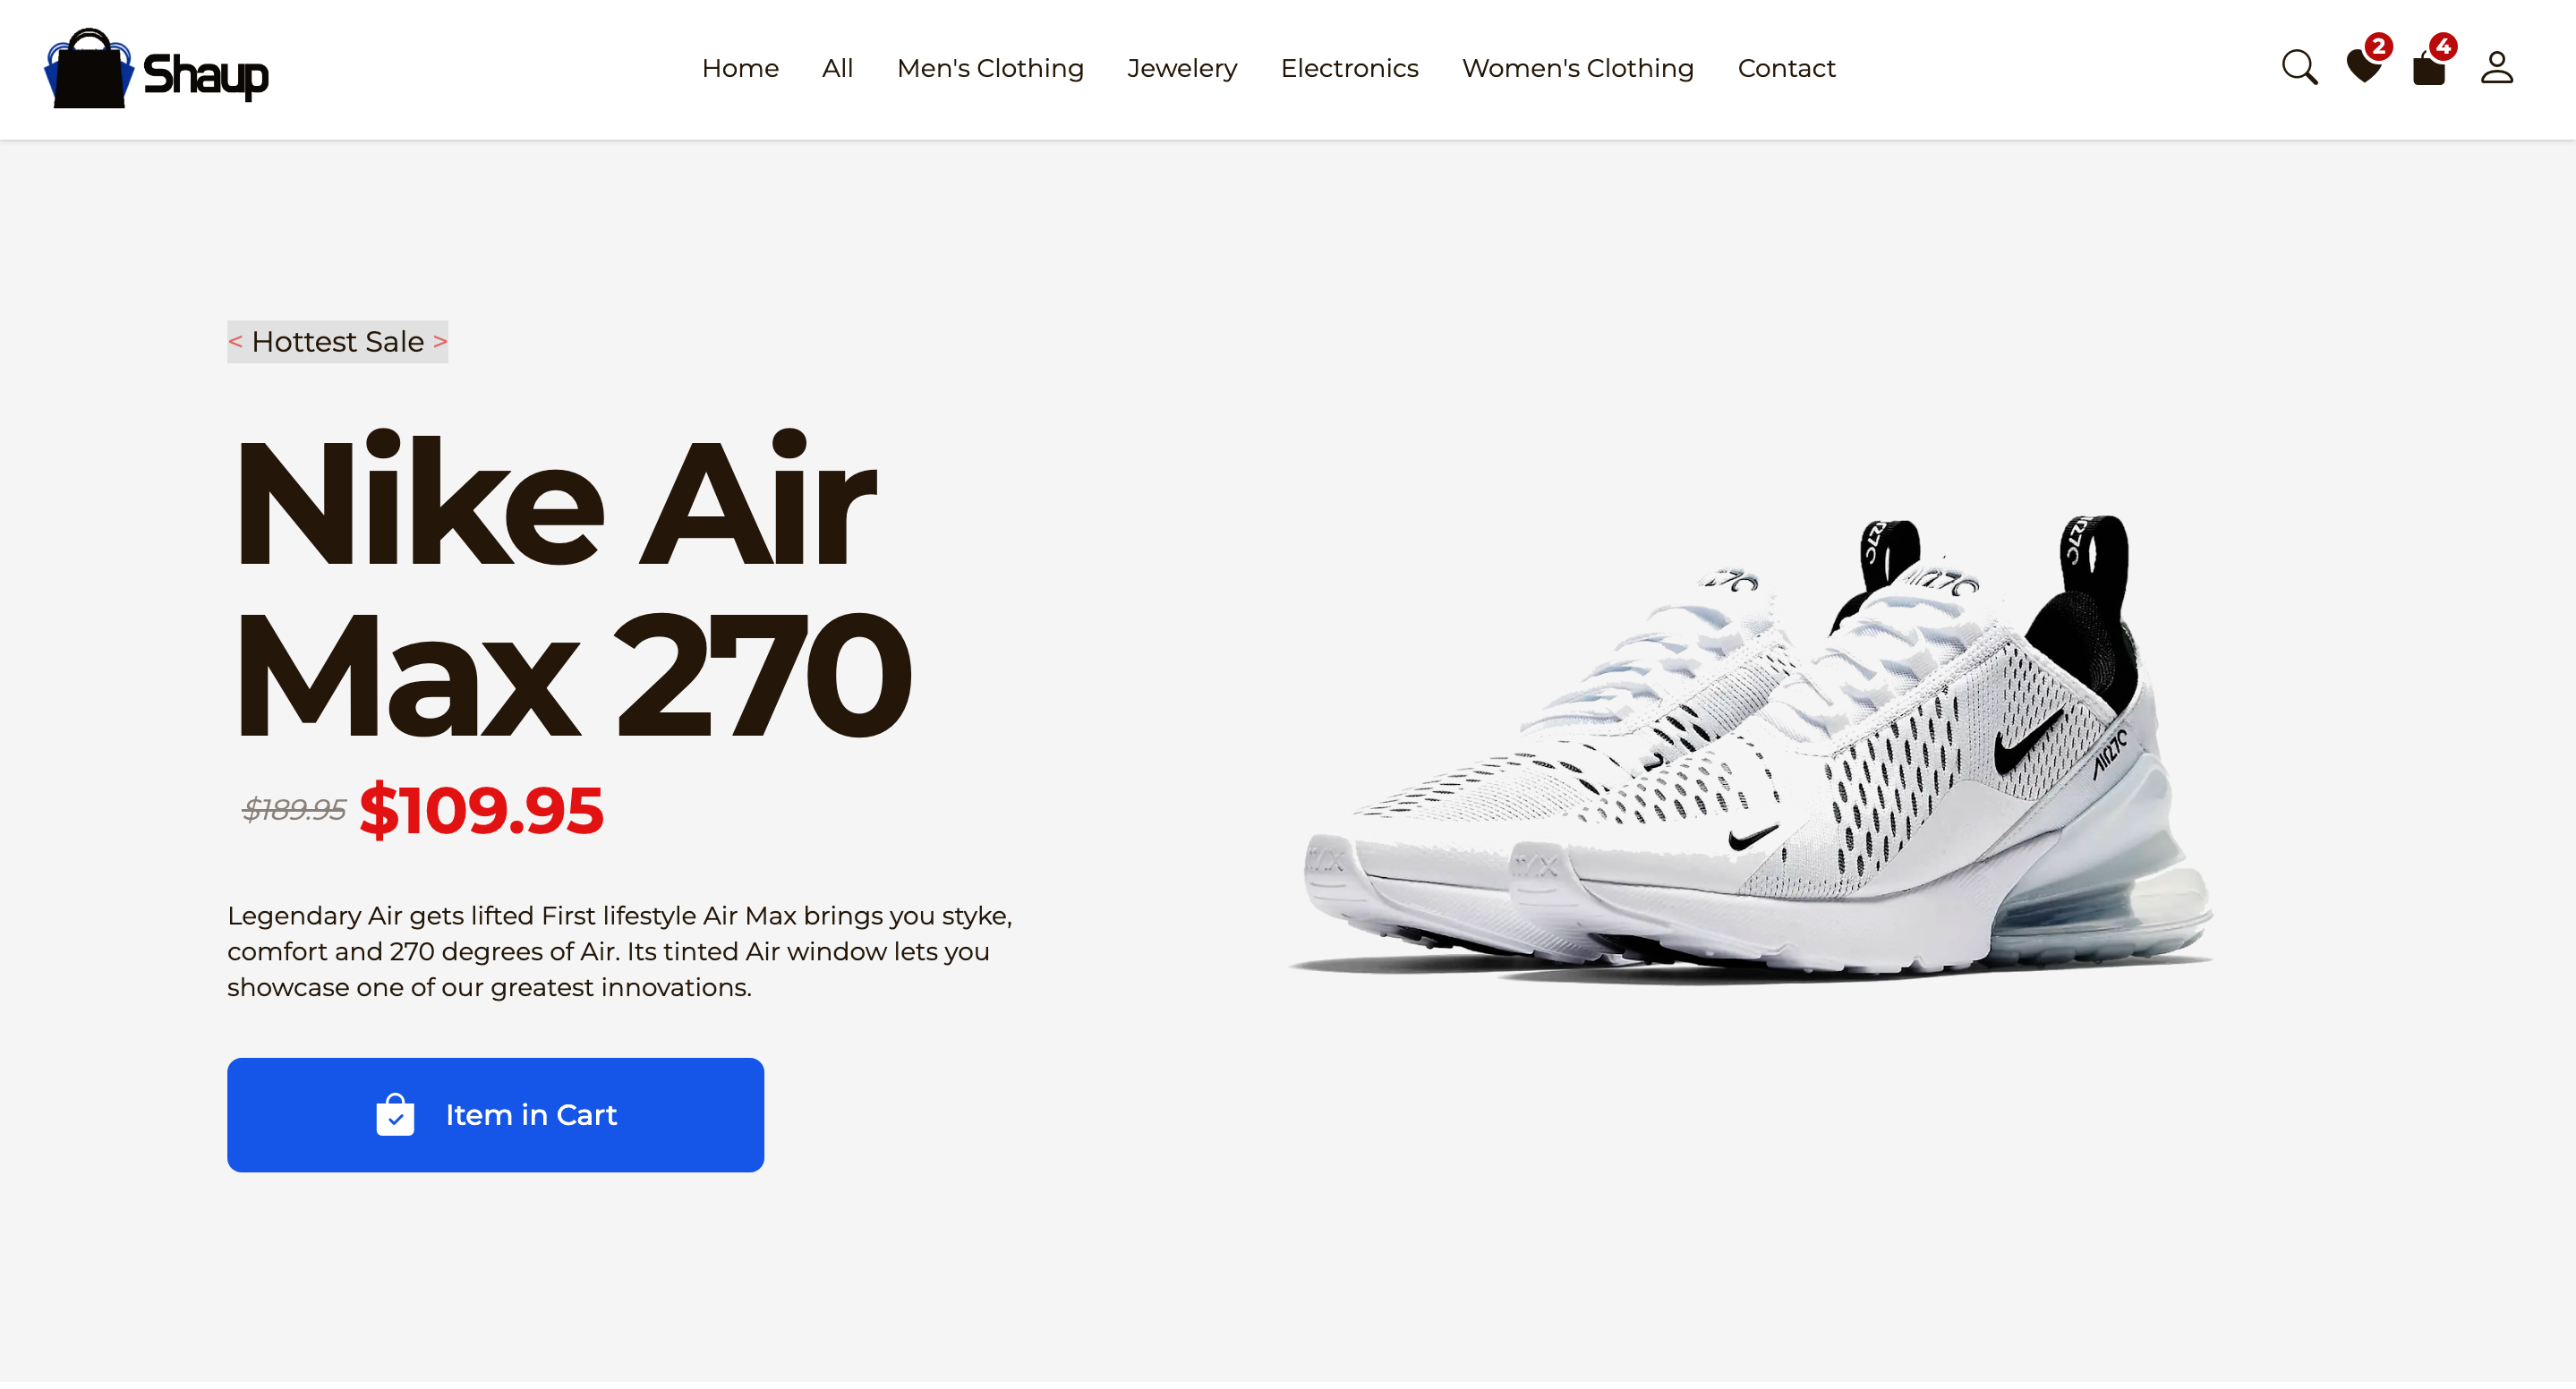 Shaup
Home All Men's Clothing Jewelery Electronics Women's Clothing Contact
2 4
< Hottest Sale >
Nike Air
Max 270
$189.95 $109.95
Legendary Air gets lifted First lifestyle Air Max brings you styke,
comfort and 270 degrees of Air. Its tinted Air window lets you
showcase one of our greatest innovations.
Item in Cart